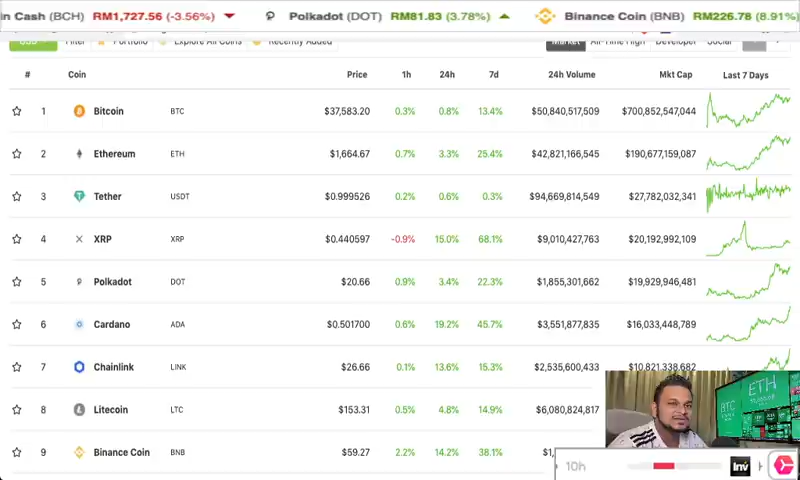 in Cash (BCH) RM1,727.56 (-3.56%) Polkadot (DOT) RM81.83 (3.78%) Binance Coin (BNB) RM226.78 (8.91%)
USD Filter Portfolio Explore All Coins Recently Added Market All-Time High Developer Social
# Coin Price 1h 24h 7d 24h Volume Mkt Cap Last 7 Days
1 Bitcoin BTC $37,583.20 0.3% 0.8% 13.4% $50,840,517,509 $700,852,547,044
2 Ethereum ETH $1,664.67 0.7% 3.3% 25.4% $42,821,166,545 $190,677,159,087
3 Tether USDT $0.999526 0.2% 0.6% 0.3% $94,669,814,549 $27,782,032,341
4 XRP XRP $0.440597 -0.9% 15.0% 68.1% $9,010,427,763 $20,192,992,109
5 Polkadot DOT $20.66 0.9% 3.4% 22.3% $1,855,301,662 $19,929,946,481
6 Cardano ADA $0.501700 0.6% 19.2% 45.7% $3,551,877,835 $16,033,448,789
7 Chainlink LINK $26.66 0.1% 13.6% 15.3% $2,535,600,433 $10,821,338,682
8 Litecoin LTC $153.31 0.5% 4.8% 14.9% $6,080,824,817
9 Binance Coin BNB $59.27 2.2% 14.2% 38.1% $1,
BTC
ETH
10h
Inv